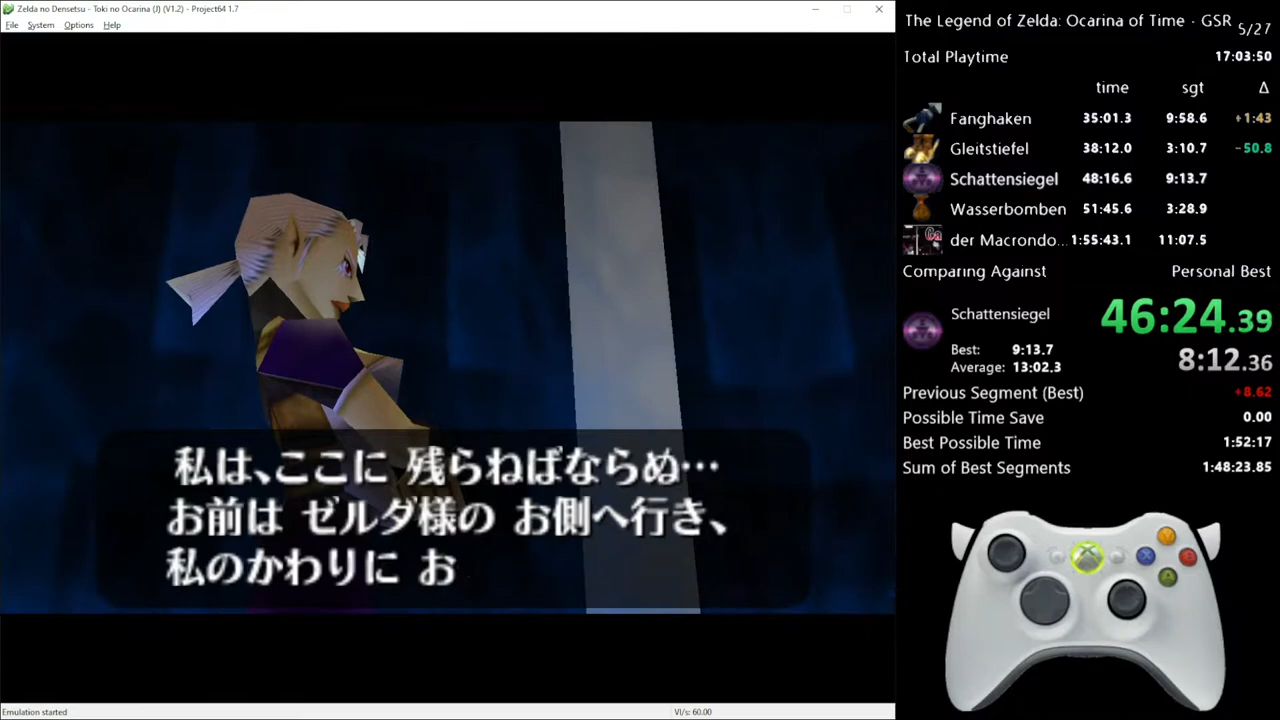 Zelda no Densetsu - Toki no Ocarina (J) (V1.2) - Project64 1.7
File System Options Help
私は、ここに 残らねばならぬ…
お前は ゼルダ様の お側へ行き、
私のかわりに お
Emulation started
VI/s: 60.00
The Legend of Zelda: Ocarina of Time · GSR 5/27
Total Playtime 17:03:50
time sgt Δ
Fanghaken 35:01.3 9:58.6 +1:43
Gleitstiefel 38:12.0 3:10.7 -50.8
Schattensiegel 48:16.6 9:13.7
Wasserbomben 51:45.6 3:28.9
der Macrondo... 1:55:43.1 11:07.5
Comparing Against Personal Best
Schattensiegel 46:24.39
Best: 9:13.7
Average: 13:02.3
8:12.36
Previous Segment (Best) +8.62
Possible Time Save 0.00
Best Possible Time 1:52:17
Sum of Best Segments 1:48:23.85
Y
X
B
A